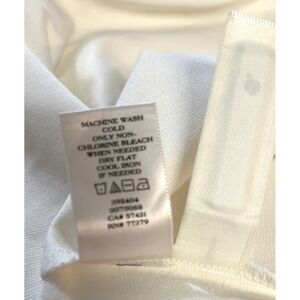 MACHINE WASH
COLD
ONLY NON-
CHLORINE BLEACH
WHEN NEEDED
DRY FLAT
COOL IRON
IF NEEDED
392404
0070068
CA# 57421
RN# 77379